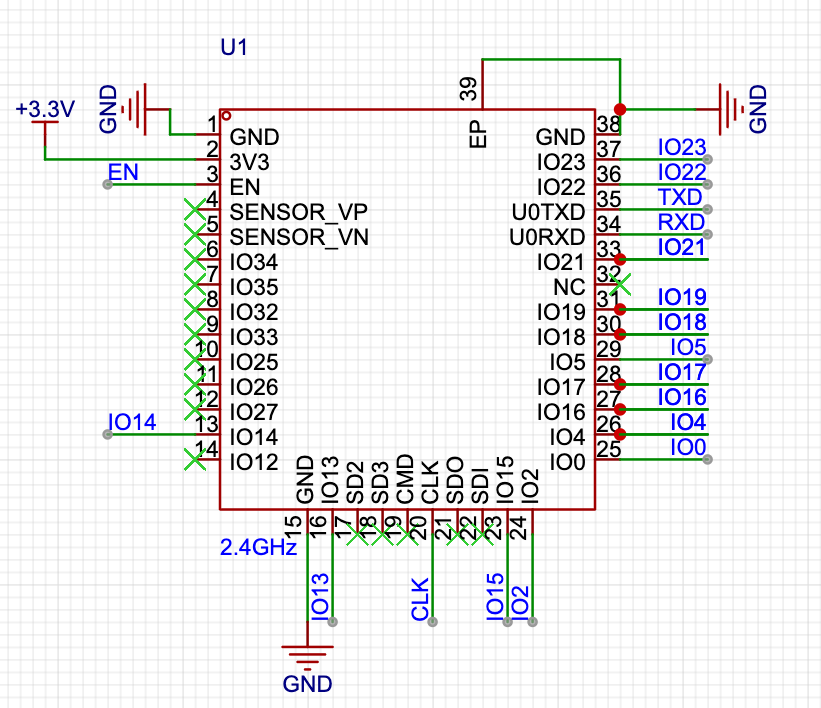 U1
+3.3V
GND
39
EP
GND
1 GND
2 3V3
EN 3 EN
4 SENSOR_VP
5 SENSOR_VN
6 IO34
7 IO35
8 IO32
9 IO33
10 IO25
11 IO26
12 IO27
IO14 13 IO14
14 IO12
GND 38
IO23 37 IO23
IO22 36 IO22
U0TXD 35 TXD
U0RXD 34 RXD
IO21 33 IO21
NC 32
IO19 31 IO19
IO18 30 IO18
IO5 29 IO5
IO17 28 IO17
IO16 27 IO16
IO4 26 IO4
IO0 25 IO0
GND IO13 SD2 SD3 CMD CLK SDO SDI IO15 IO2
15 16 17 18 19 20 21 22 23 24
2.4GHz
IO13 CLK IO15 IO2
GND